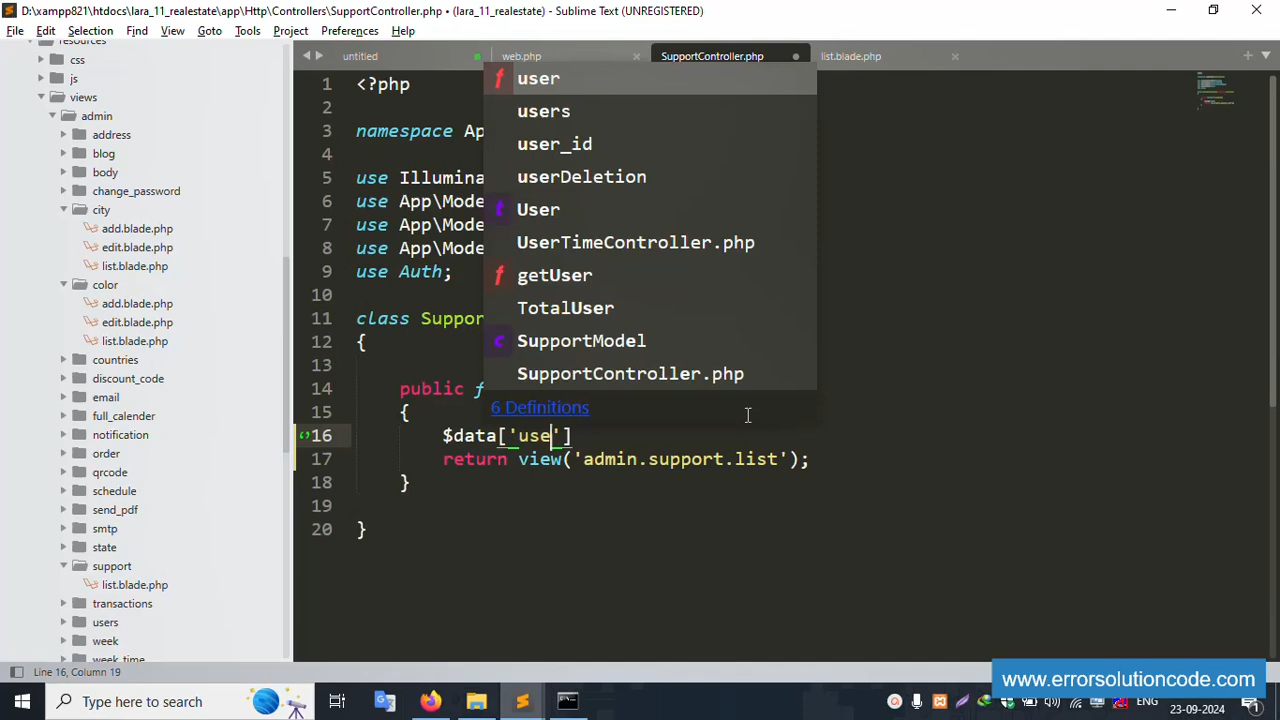 D:\xampp821\htdocs\lara_11_realestate\app\Http\Controllers\SupportController.php • (lara_11_realestate) - Sublime Text (UNREGISTERED)
File Edit Selection Find View Goto Tools Project Preferences Help
resources
css
js
views
admin
address
blog
body
change_password
city
add.blade.php
edit.blade.php
list.blade.php
color
add.blade.php
edit.blade.php
list.blade.php
countries
discount_code
email
full_calender
notification
order
qrcode
schedule
send_pdf
smtp
state
support
list.blade.php
transactions
users
week
week_time
untitled web.php SupportController.php list.blade.php
1 <?php
2
3 namespace Ap
4
5 use Illumina
6 use App\Mode
7 use App\Mode
8 use App\Mode
9 use Auth;
10
11 class Suppor
12 {
13
14 public f
15 {
16 $data['use']
17 return view('admin.support.list');
18 }
19
20 }
f user
users
user_id
userDeletion
t User
UserTimeController.php
f getUser
TotalUser
c SupportModel
SupportController.php
6 Definitions
Line 16, Column 19
www.errorsolutioncode.com
Type here to search
ENG
23-09-2024
1